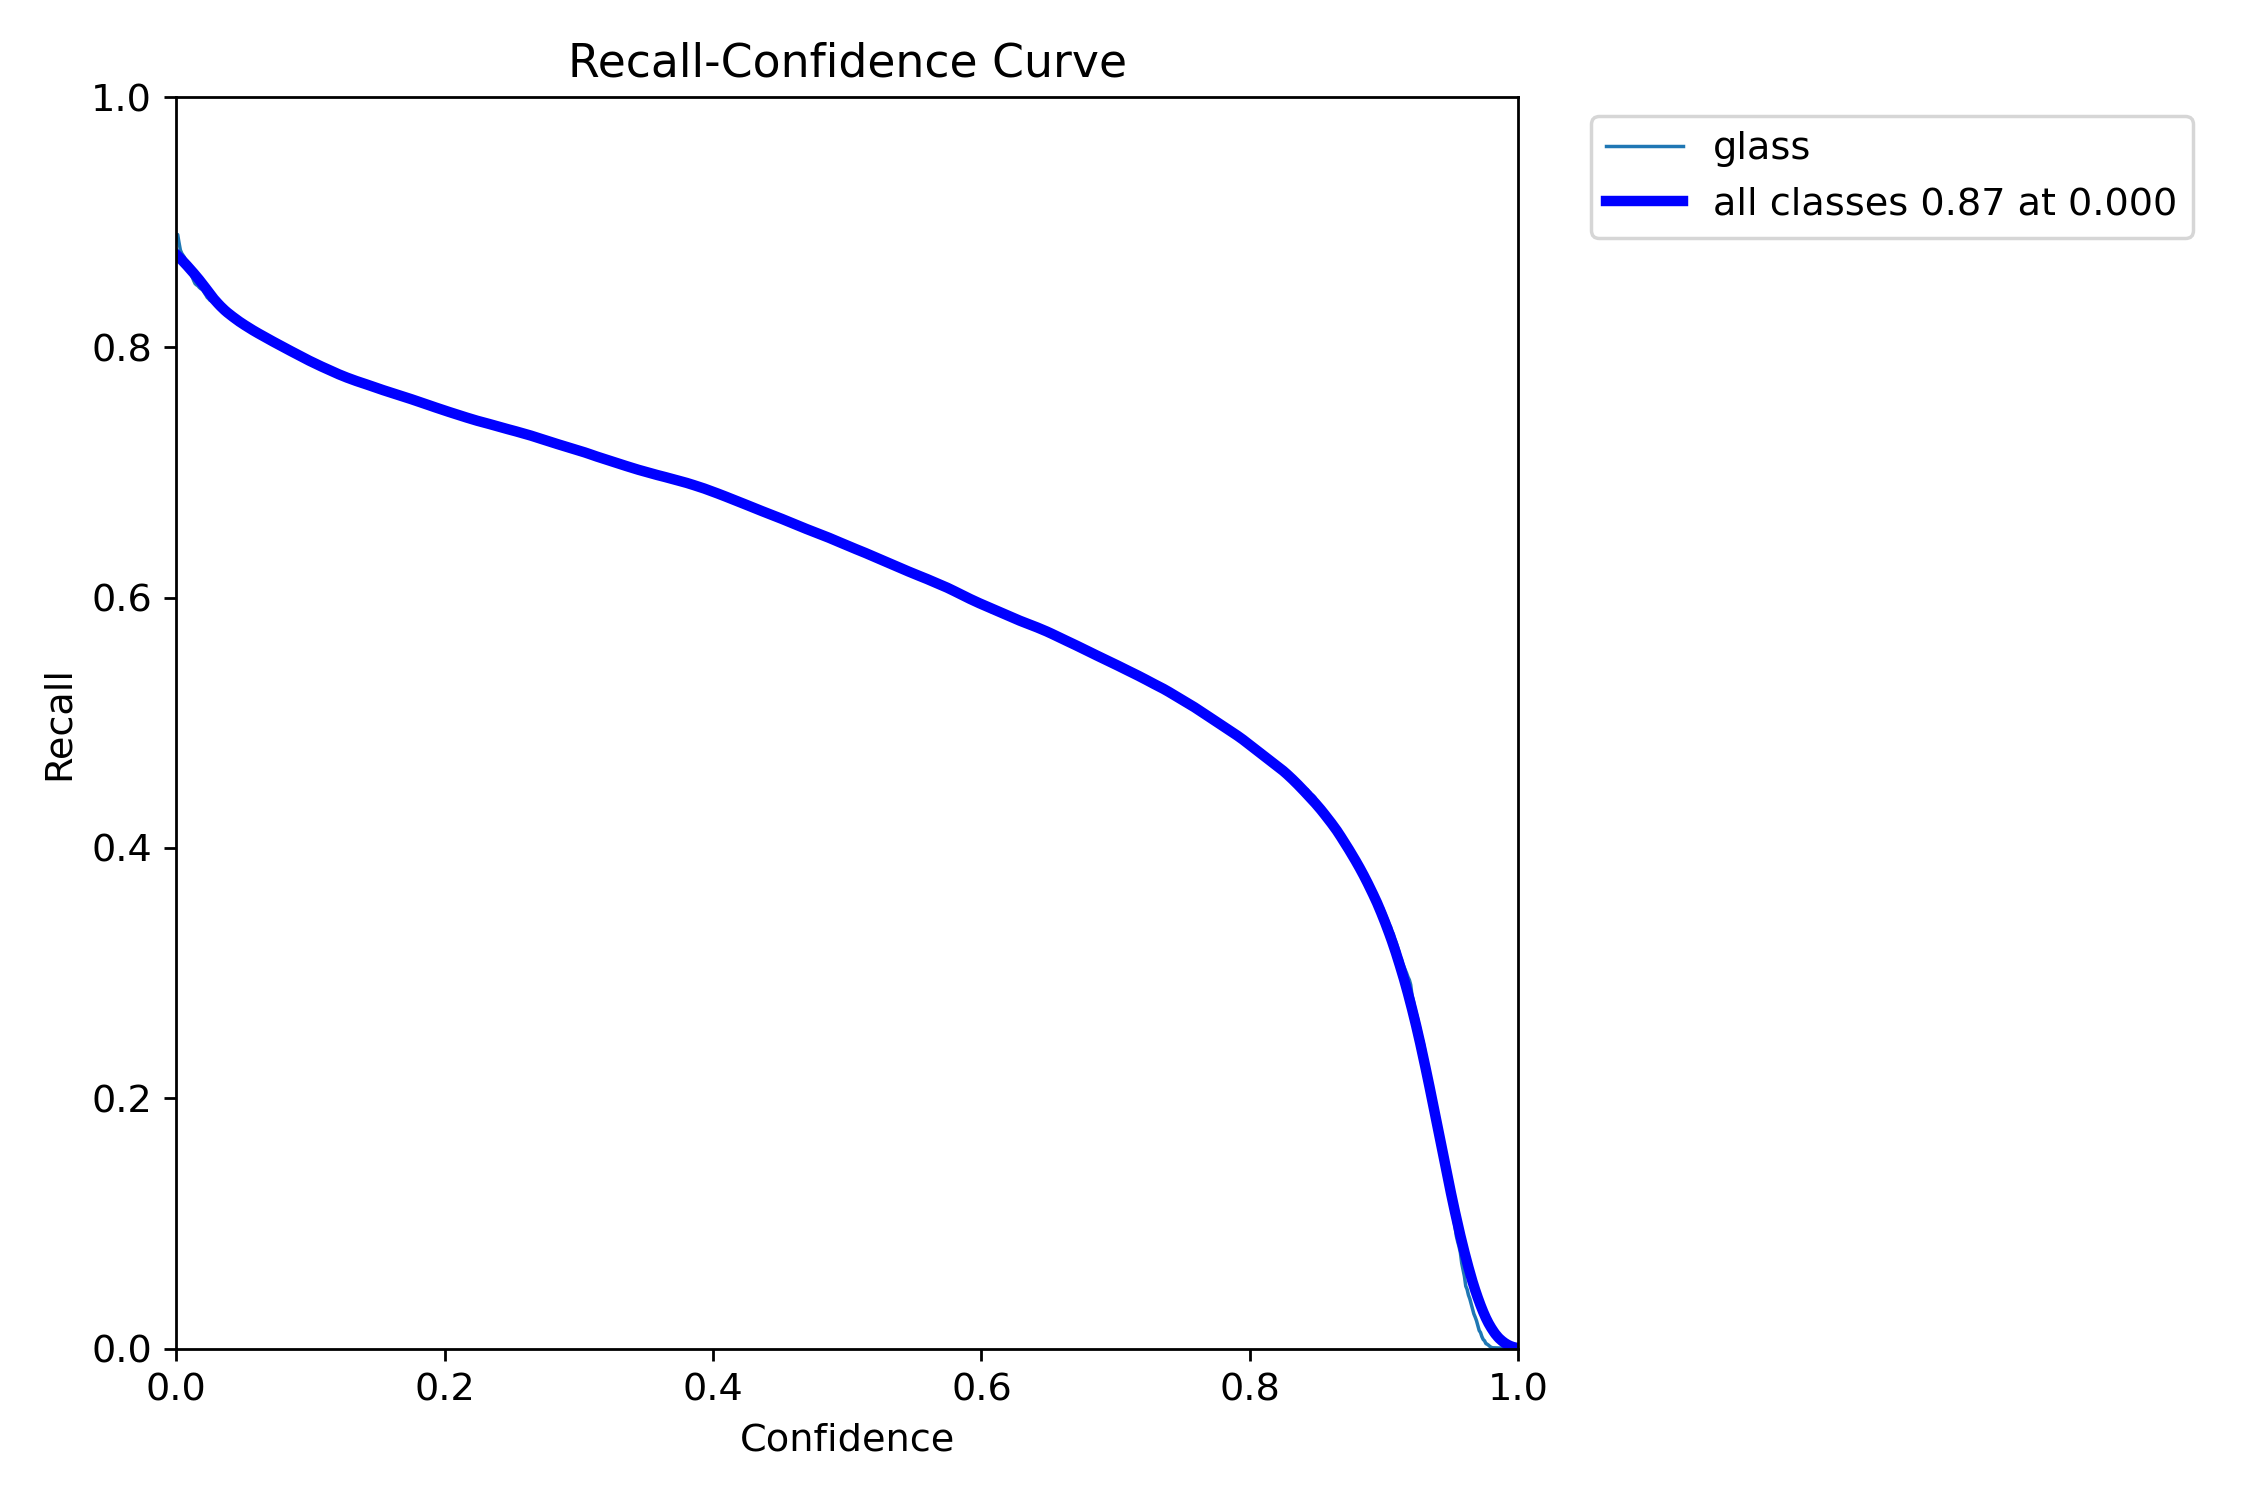 Recall-Confidence Curve
1.0
0.8
0.6
0.4
0.2
0.0
Recall
0.0 0.2 0.4 0.6 0.8 1.0
Confidence
glass
all classes 0.87 at 0.000